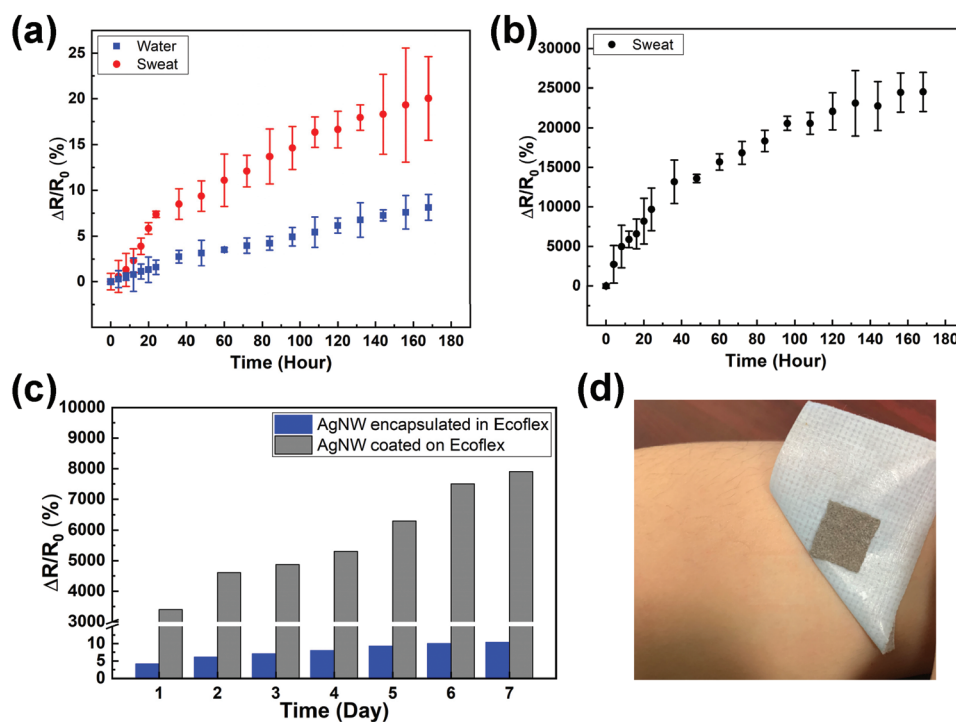 (a)
Water
Sweat
ΔR/R0 (%)
25
20
15
10
5
0
0 20 40 60 80 100 120 140 160 180
Time (Hour)
(b)
Sweat
ΔR/R0 (%)
30000
25000
20000
15000
10000
5000
0
0 20 40 60 80 100 120 140 160 180
Time (Hour)
(c)
AgNW encapsulated in Ecoflex
AgNW coated on Ecoflex
ΔR/R0 (%)
10000
9000
8000
7000
6000
5000
4000
3000
10
5
0
1 2 3 4 5 6 7
Time (Day)
(d)